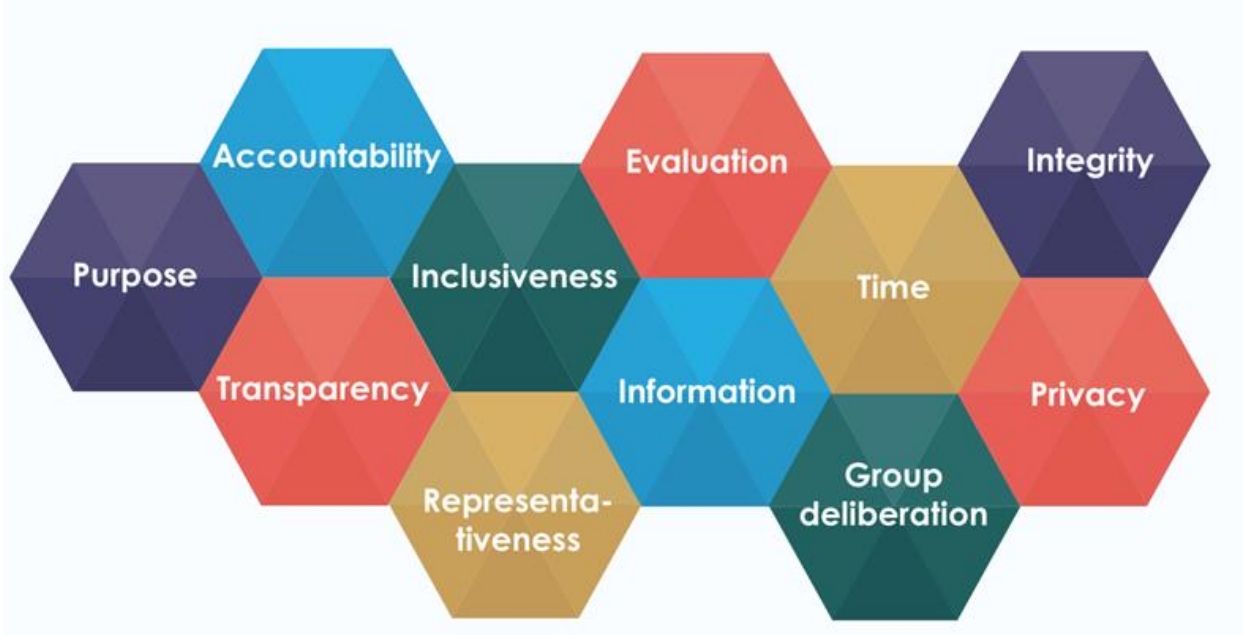 Accountability
Evaluation
Integrity
Purpose
Inclusiveness
Time
Transparency
Information
Privacy
Representa-
tiveness
Group
deliberation